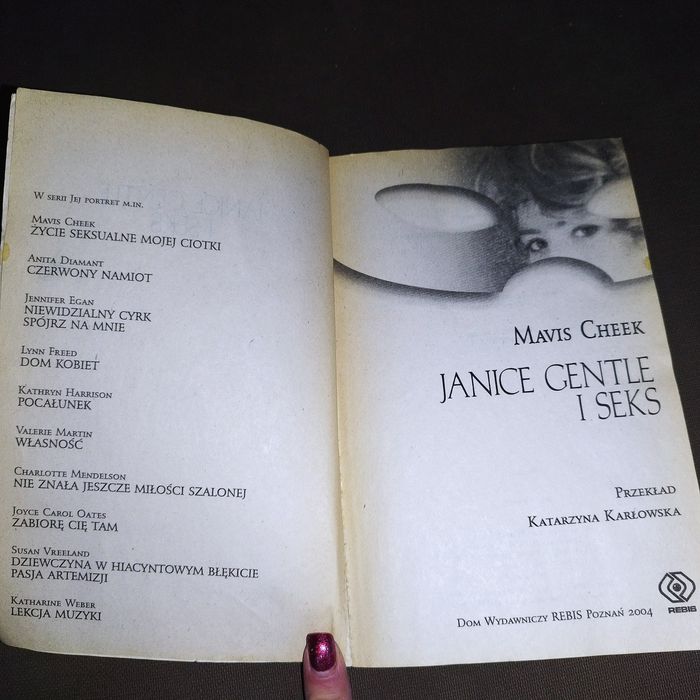 W serii Jej portret m.in.
Mavis Cheek
ŻYCIE SEKSUALNE MOJEJ CIOTKI
Anita Diamant
CZERWONY NAMIOT
Jennifer Egan
NIEWIDZIALNY CYRK
SPÓJRZ NA MNIE
Lynn Freed
DOM KOBIET
Kathryn Harrison
POCAŁUNEK
Valerie Martin
WŁASNOŚĆ
Charlotte Mendelson
NIE ZNAŁA JESZCZE MIŁOŚCI SZALONEJ
Joyce Carol Oates
ZABIORĘ CIĘ TAM
Susan Vreeland
DZIEWCZYNA W HIACYNTOWYM BŁĘKICIE
PASJA ARTEMIZJI
Katharine Weber
LEKCJA MUZYKI
Mavis Cheek
JANICE GENTLE
I SEKS
Przekład
Katarzyna Karłowska
REBIS
Dom Wydawniczy REBIS Poznań 2004